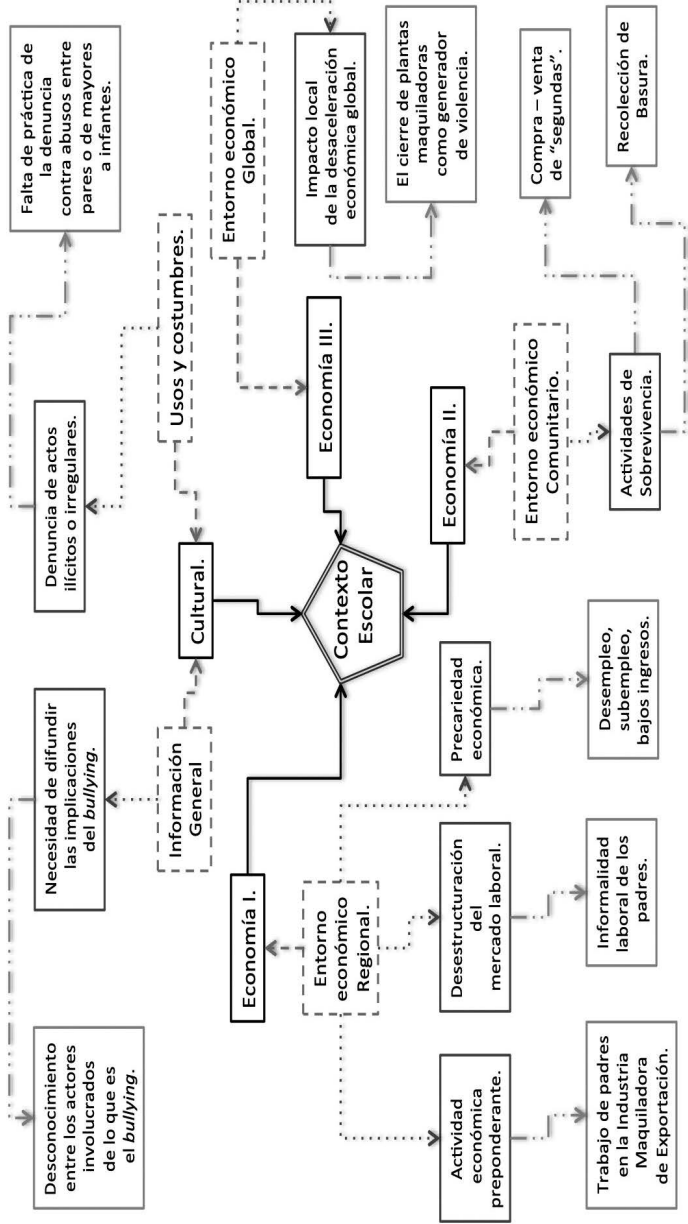 Desconocimiento
entre los actores
involucrados
de lo que es
el bullying.
Necesidad de difundir
las implicaciones
del bullying.
Denuncia de actos
ilícitos o irregulares.
Falta de práctica de
la denuncia
contra abusos entre
pares o de mayores
a infantes.
Información
General
Cultural.
Usos y costumbres.
Economía I.
Contexto
Escolar
Economía III.
Entorno económico
Global.
Entorno
económico
Regional.
Economía II.
Impacto local
de la desaceleración
económica global.
El cierre de plantas
maquiladoras
como generador
de violencia.
Actividad
económica
preponderante.
Desestructuración
del
mercado laboral.
Precariedad
económica.
Entorno económico
Comunitario.
Compra – venta
de “segundas”.
Trabajo de padres
en la Industria
Maquiladora
de Exportación.
Informalidad
laboral de los
padres.
Desempleo,
subempleo,
bajos ingresos.
Actividades de
Sobrevivencia.
Recolección de
Basura.